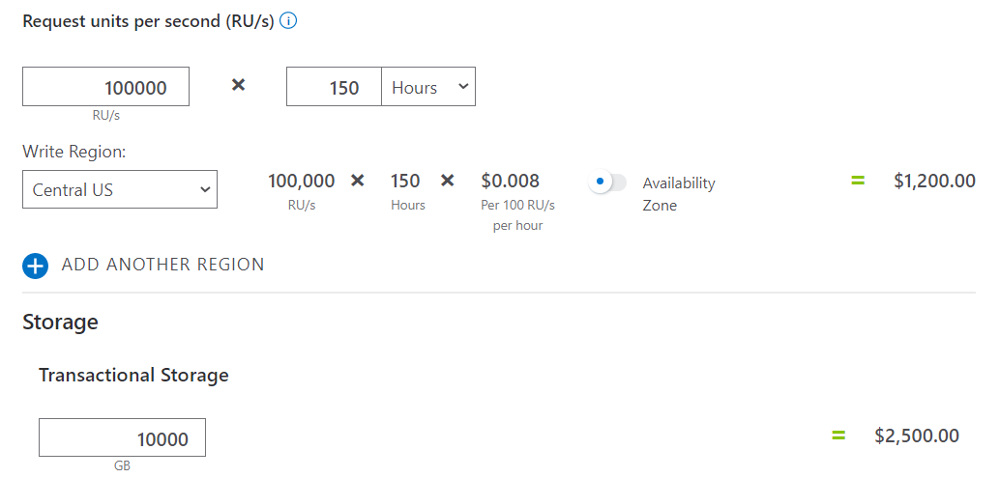 Request units per second (RU/s)
100000 × 150 Hours
RU/s
Write Region:
Central US 100,000 × 150 × $0.008 Availability Zone = $1,200.00
RU/s Hours Per 100 RU/s per hour
ADD ANOTHER REGION
Storage
Transactional Storage
10000 = $2,500.00
GB